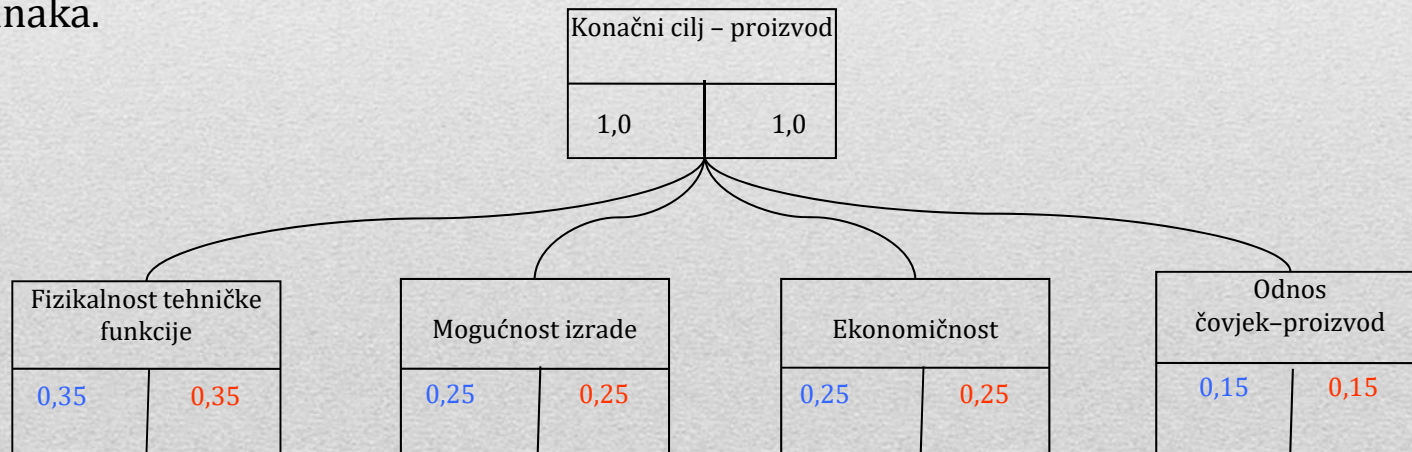 Konačni cilj – proizvod
1,0 1,0
Fizikalnost tehničke
funkcije
0,35 0,35
Mogućnost izrade
0,25 0,25
Ekonomičnost
0,25 0,25
Odnos
čovjek–proizvod
0,15 0,15